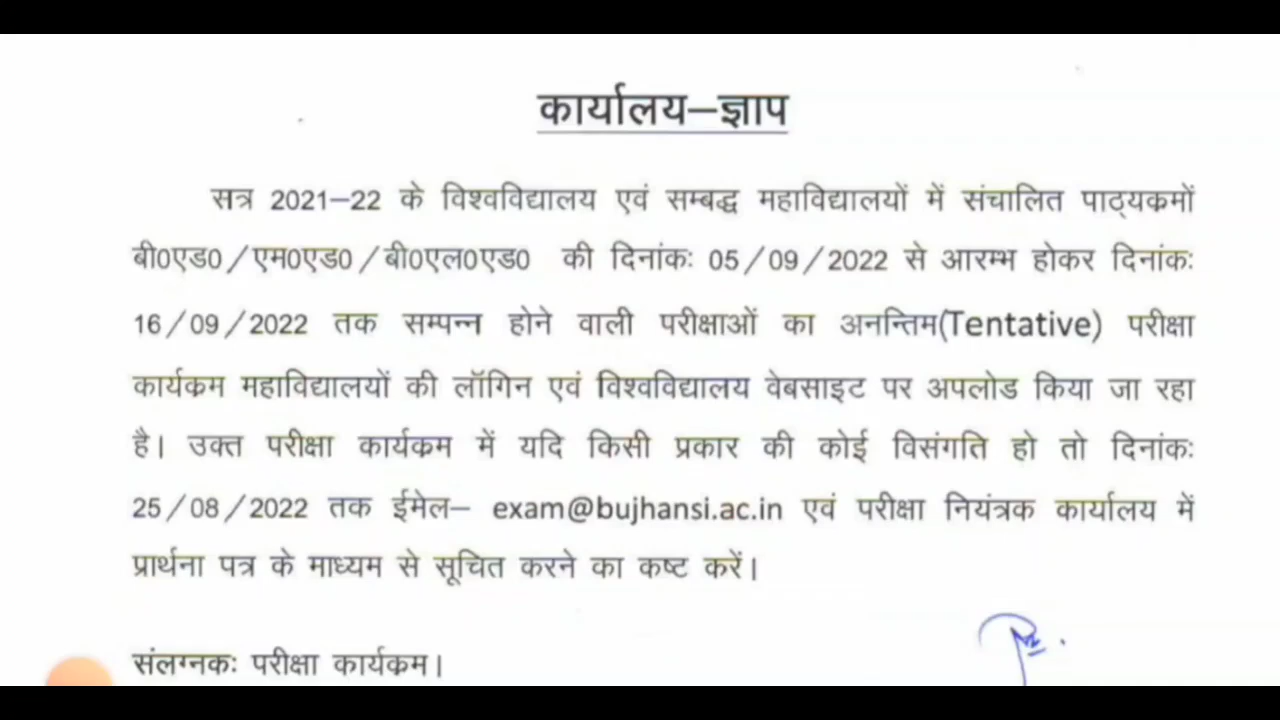 कार्यालय–ज्ञाप
सत्र 2021–22 के विश्वविद्यालय एवं सम्बद्ध महाविद्यालयों में संचालित पाठ्यकमों
बी0एड0/एम0एड0/बी0एल0एड0 की दिनांकः 05/09/2022 से आरम्भ होकर दिनांकः
16/09/2022 तक सम्पन्न होने वाली परीक्षाओं का अनन्तिम(Tentative) परीक्षा
कार्यकम महाविद्यालयों की लॉगिन एवं विश्वविद्यालय वेबसाइट पर अपलोड किया जा रहा
है। उक्त परीक्षा कार्यकम में यदि किसी प्रकार की कोई विसंगति हो तो दिनांकः
25/08/2022 तक ईमेल– exam@bujhansi.ac.in एवं परीक्षा नियंत्रक कार्यालय में
प्रार्थना पत्र के माध्यम से सूचित करने का कष्ट करें।
संलग्नकः परीक्षा कार्यकम।